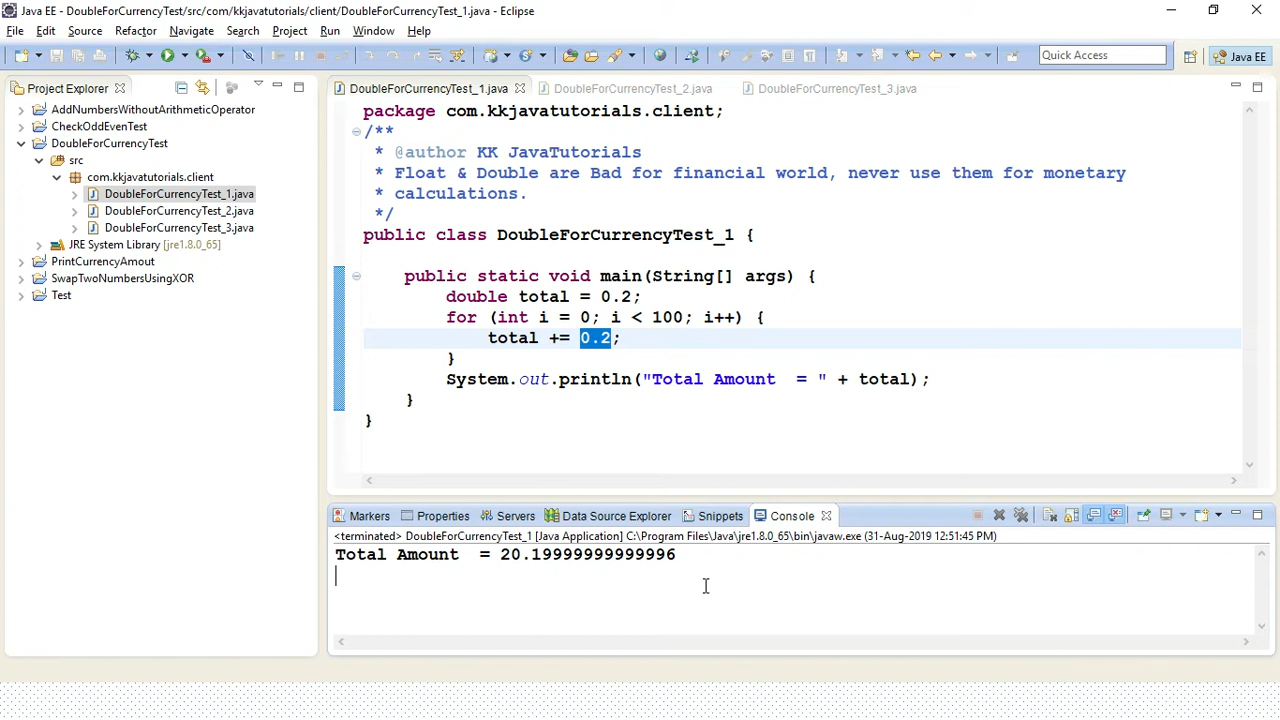 Java EE - DoubleForCurrencyTest/src/com/kkjavatutorials/client/DoubleForCurrencyTest_1.java - Eclipse
File Edit Source Refactor Navigate Search Project Run Window Help
Quick Access
Java EE
Project Explorer
AddNumbersWithoutArithmeticOperator
CheckOddEvenTest
DoubleForCurrencyTest
src
com.kkjavatutorials.client
DoubleForCurrencyTest_1.java
DoubleForCurrencyTest_2.java
DoubleForCurrencyTest_3.java
JRE System Library [jre1.8.0_65]
PrintCurrencyAmout
SwapTwoNumbersUsingXOR
Test
DoubleForCurrencyTest_1.java DoubleForCurrencyTest_2.java DoubleForCurrencyTest_3.java
package com.kkjavatutorials.client;
/**
* @author KK JavaTutorials
* Float & Double are Bad for financial world, never use them for monetary
* calculations.
*/
public class DoubleForCurrencyTest_1 {
public static void main(String[] args) {
double total = 0.2;
for (int i = 0; i < 100; i++) {
total += 0.2;
}
System.out.println("Total Amount  = " + total);
}
}
Markers Properties Servers Data Source Explorer Snippets Console
<terminated> DoubleForCurrencyTest_1 [Java Application] C:\Program Files\Java\jre1.8.0_65\bin\javaw.exe (31-Aug-2019 12:51:45 PM)
Total Amount  = 20.19999999999996